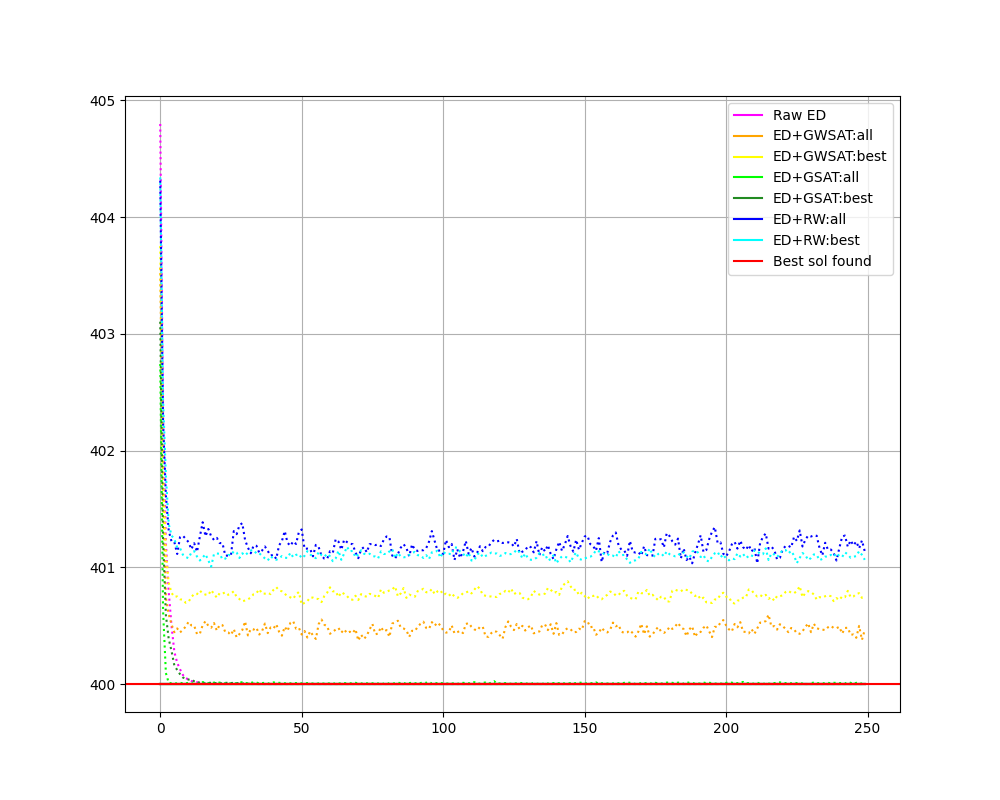 405
404
403
402
401
400
0
50
100
150
200
250
Raw ED
ED+GWSAT:all
ED+GWSAT:best
ED+GSAT:all
ED+GSAT:best
ED+RW:all
ED+RW:best
Best sol found